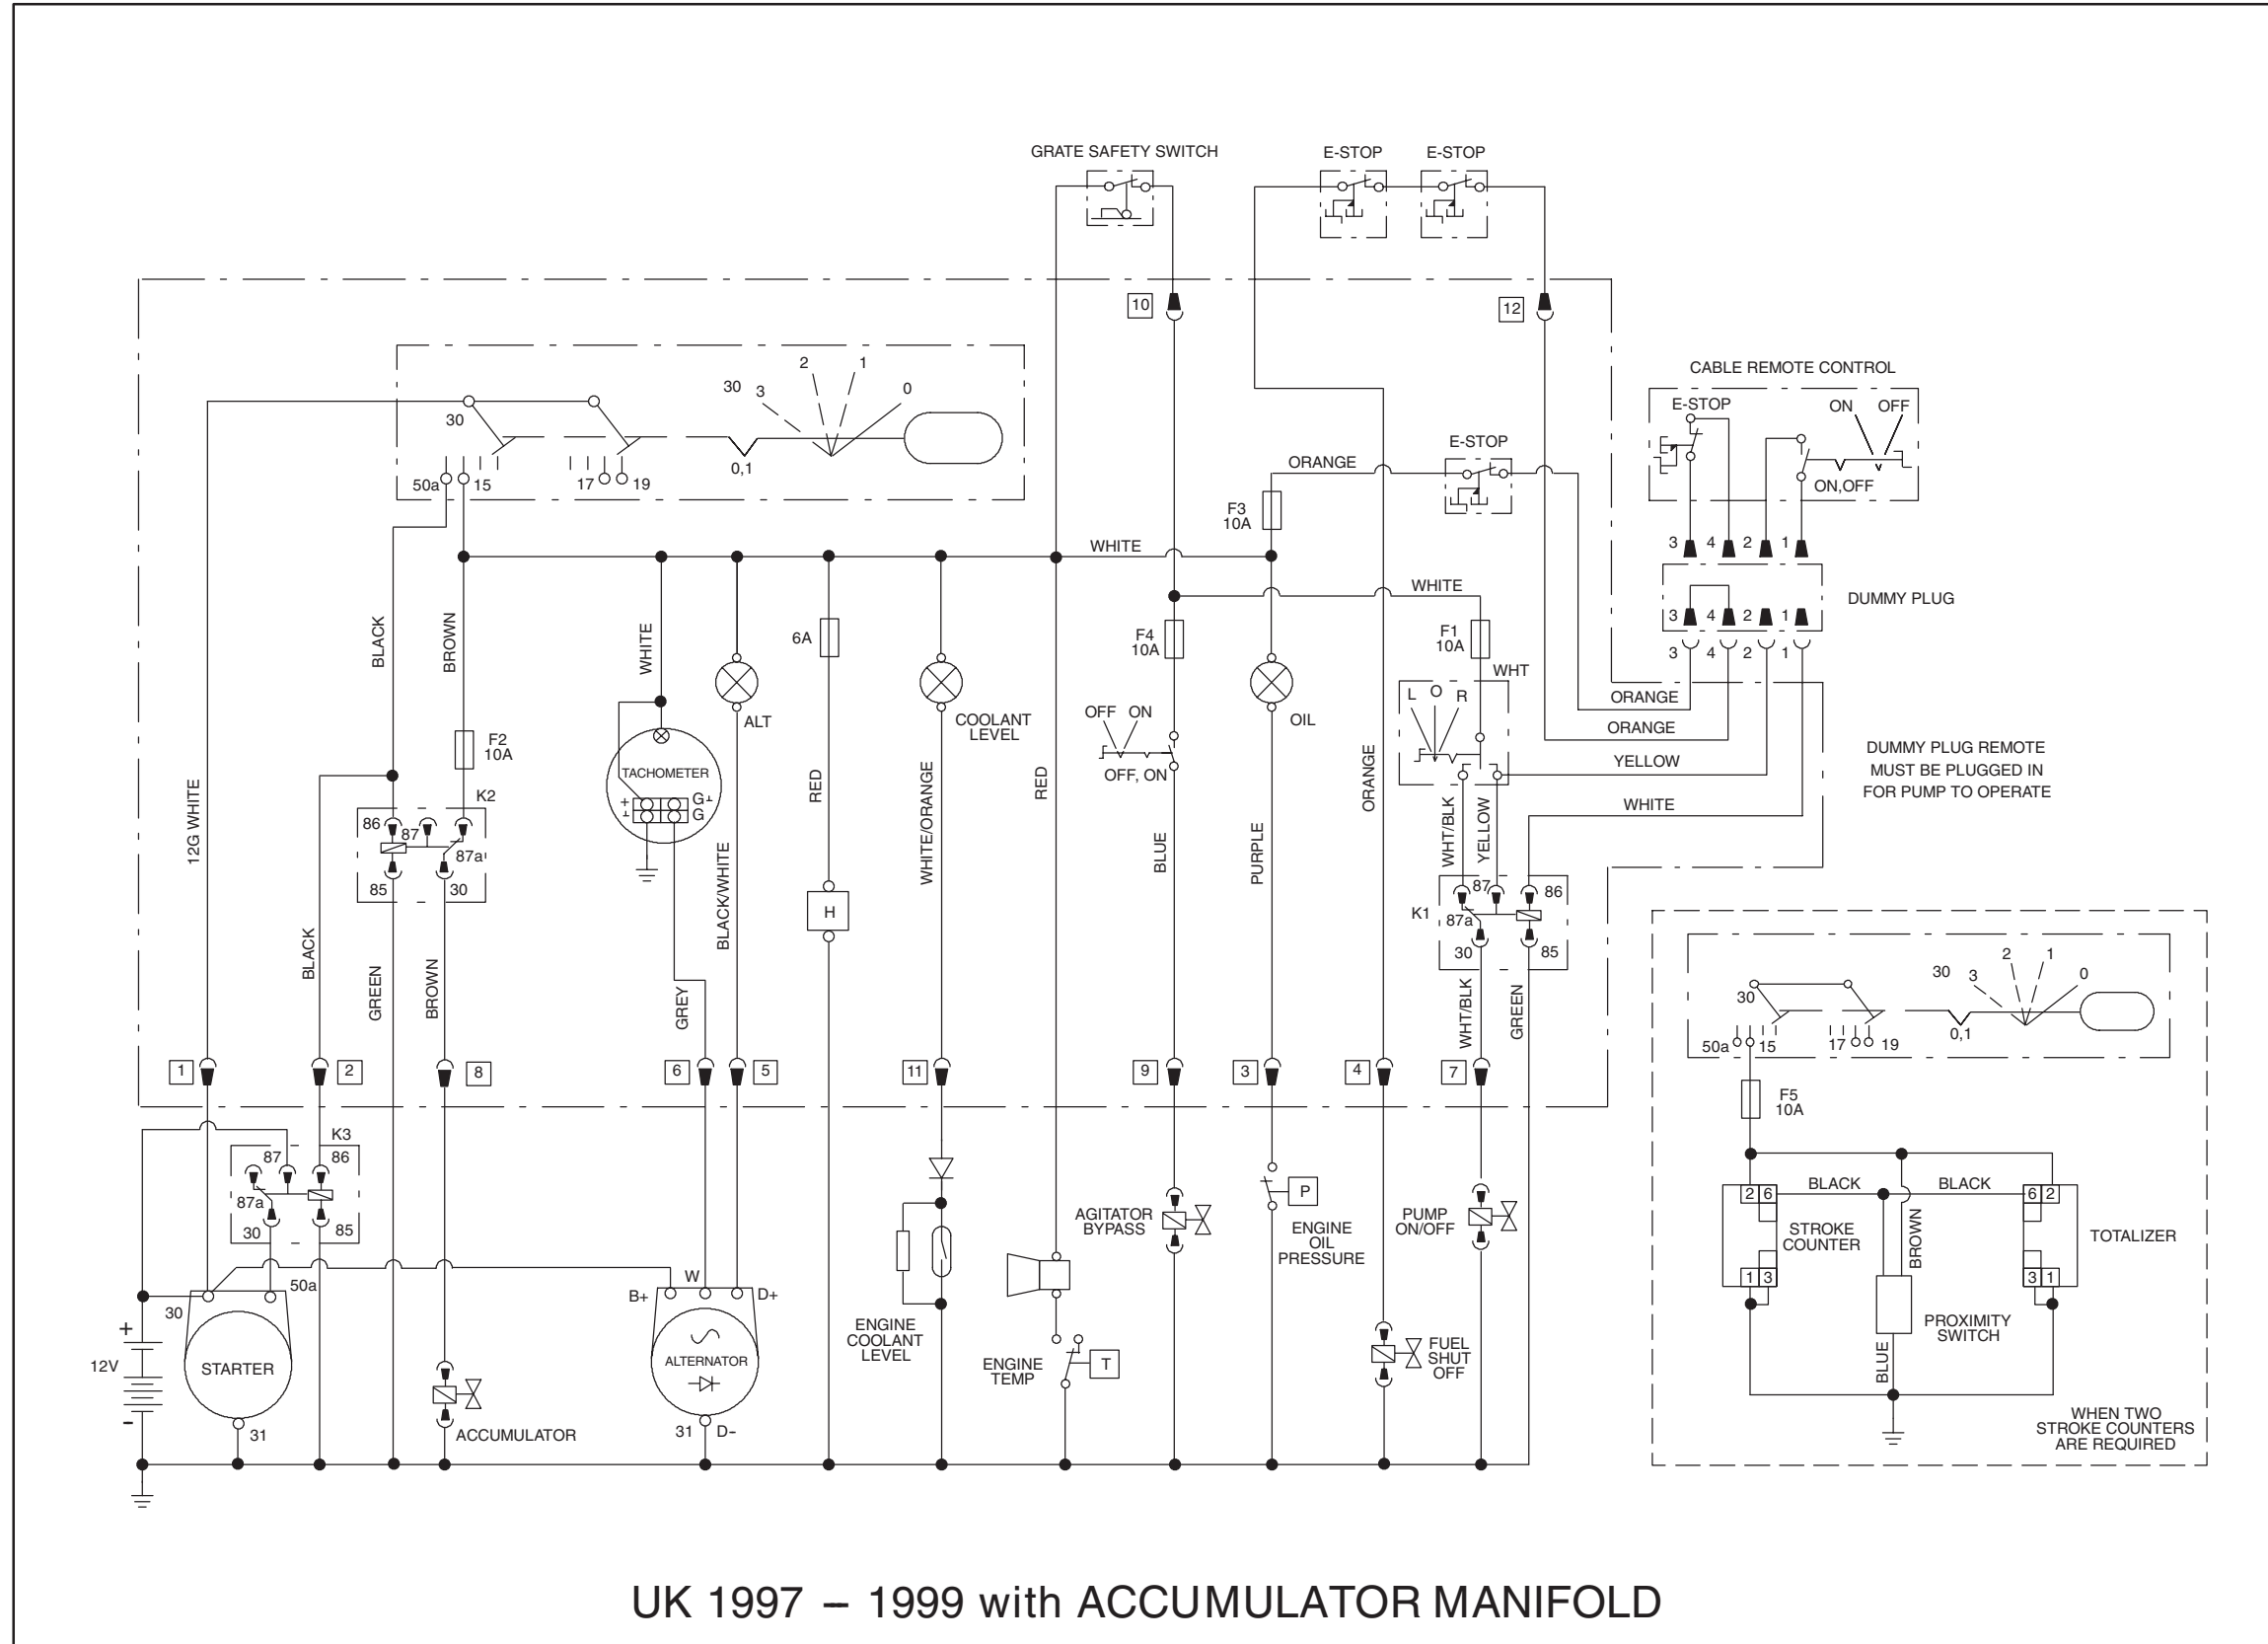 GRATE SAFETY SWITCH
E-STOP
E-STOP
10
12
CABLE REMOTE CONTROL
E-STOP
ON
OFF
ON,OFF
30
30
3
2
1
0
0,1
50a
15
17
19
ORANGE
E-STOP
F3
10A
WHITE
WHITE
3
4
2
1
3
4
2
1
DUMMY PLUG
3
4
2
1
BLACK
BROWN
WHITE
6A
F4
10A
F1
10A
WHT
L
O
R
ALT
COOLANT
LEVEL
OIL
OFF
ON
OFF, ON
ORANGE
ORANGE
YELLOW
WHITE
DUMMY PLUG REMOTE
MUST BE PLUGGED IN
FOR PUMP TO OPERATE
F2
10A
K2
86
87
87a
85
30
TACHOMETER
+
G
G
12G WHITE
BLACK
GREEN
BROWN
GREY
BLACK/WHITE
RED
H
WHITE/ORANGE
RED
BLUE
PURPLE
ORANGE
WHT/BLK
YELLOW
K1
87
86
87a
30
85
WHT/BLK
GREEN
1
2
8
6
5
11
9
3
4
7
K3
87
86
87a
30
85
30
50a
+
12V
-
STARTER
31
ACCUMULATOR
B+
W
D+
ALTERNATOR
31
D-
ENGINE
COOLANT
LEVEL
ENGINE
TEMP
T
AGITATOR
BYPASS
P
ENGINE
OIL
PRESSURE
PUMP
ON/OFF
FUEL
SHUT
OFF
30
30
3
2
1
0
0,1
50a
15
17
19
F5
10A
2
6
BLACK
BLACK
6
2
STROKE
COUNTER
BROWN
TOTALIZER
1
3
3
1
PROXIMITY
SWITCH
BLUE
WHEN TWO
STROKE COUNTERS
ARE REQUIRED
UK 1997 - 1999 with ACCUMULATOR MANIFOLD